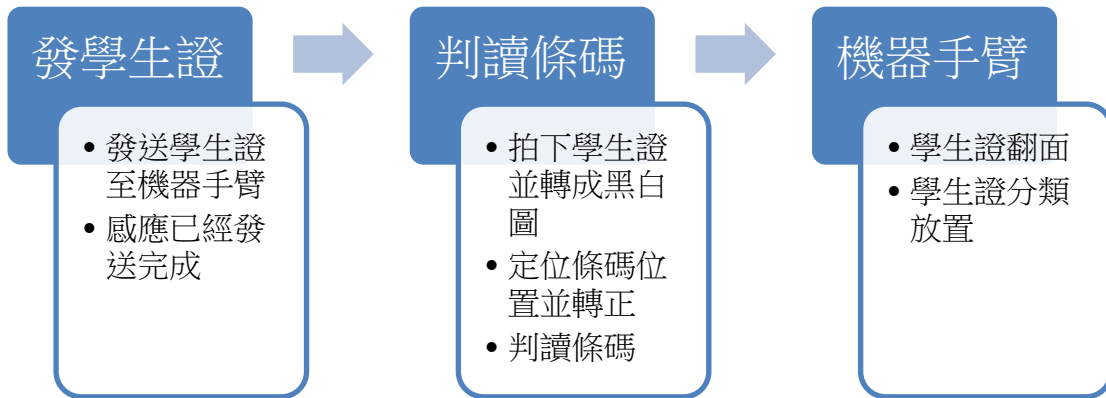 發學生證
• 發送學生證
至機器手臂
• 感應已經發
送完成
判讀條碼
• 拍下學生證
並轉成黑白
圖
• 定位條碼位
置並轉正
• 判讀條碼
機器手臂
• 學生證翻面
• 學生證分類
放置